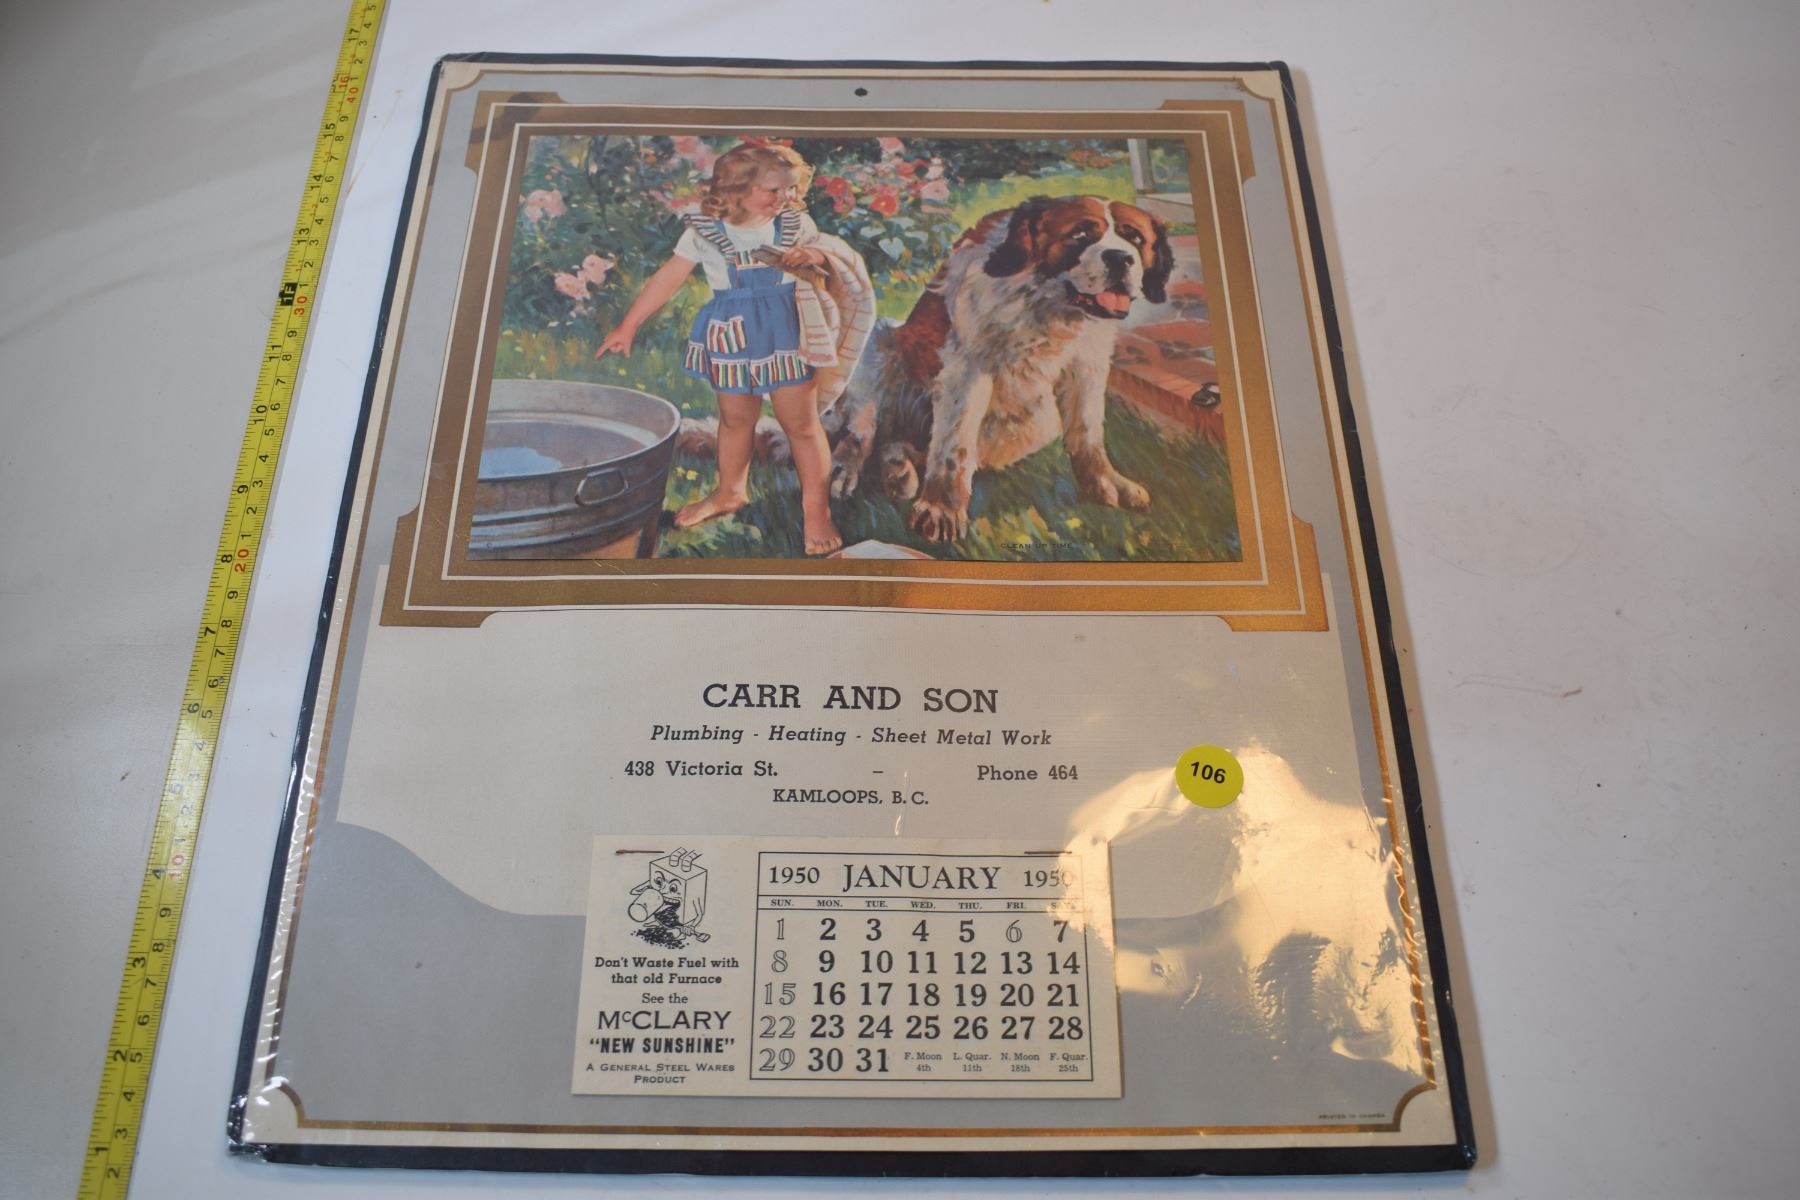 CLEAN UP TIME
CARR AND SON
Plumbing - Heating - Sheet Metal Work
438 Victoria St. - Phone 464
KAMLOOPS, B. C.
106
Don't Waste Fuel with
that old Furnace
See the
McCLARY
"NEW SUNSHINE"
A GENERAL STEEL WARES
PRODUCT
1950 JANUARY 1950
SUN. MON. TUE. WED. THU. FRI. SAT.
1 2 3 4 5 6 7
8 9 10 11 12 13 14
15 16 17 18 19 20 21
22 23 24 25 26 27 28
29 30 31 F. Moon L. Quar. N. Moon F. Quar.
4th 11th 18th 25th
PRINTED IN CANADA